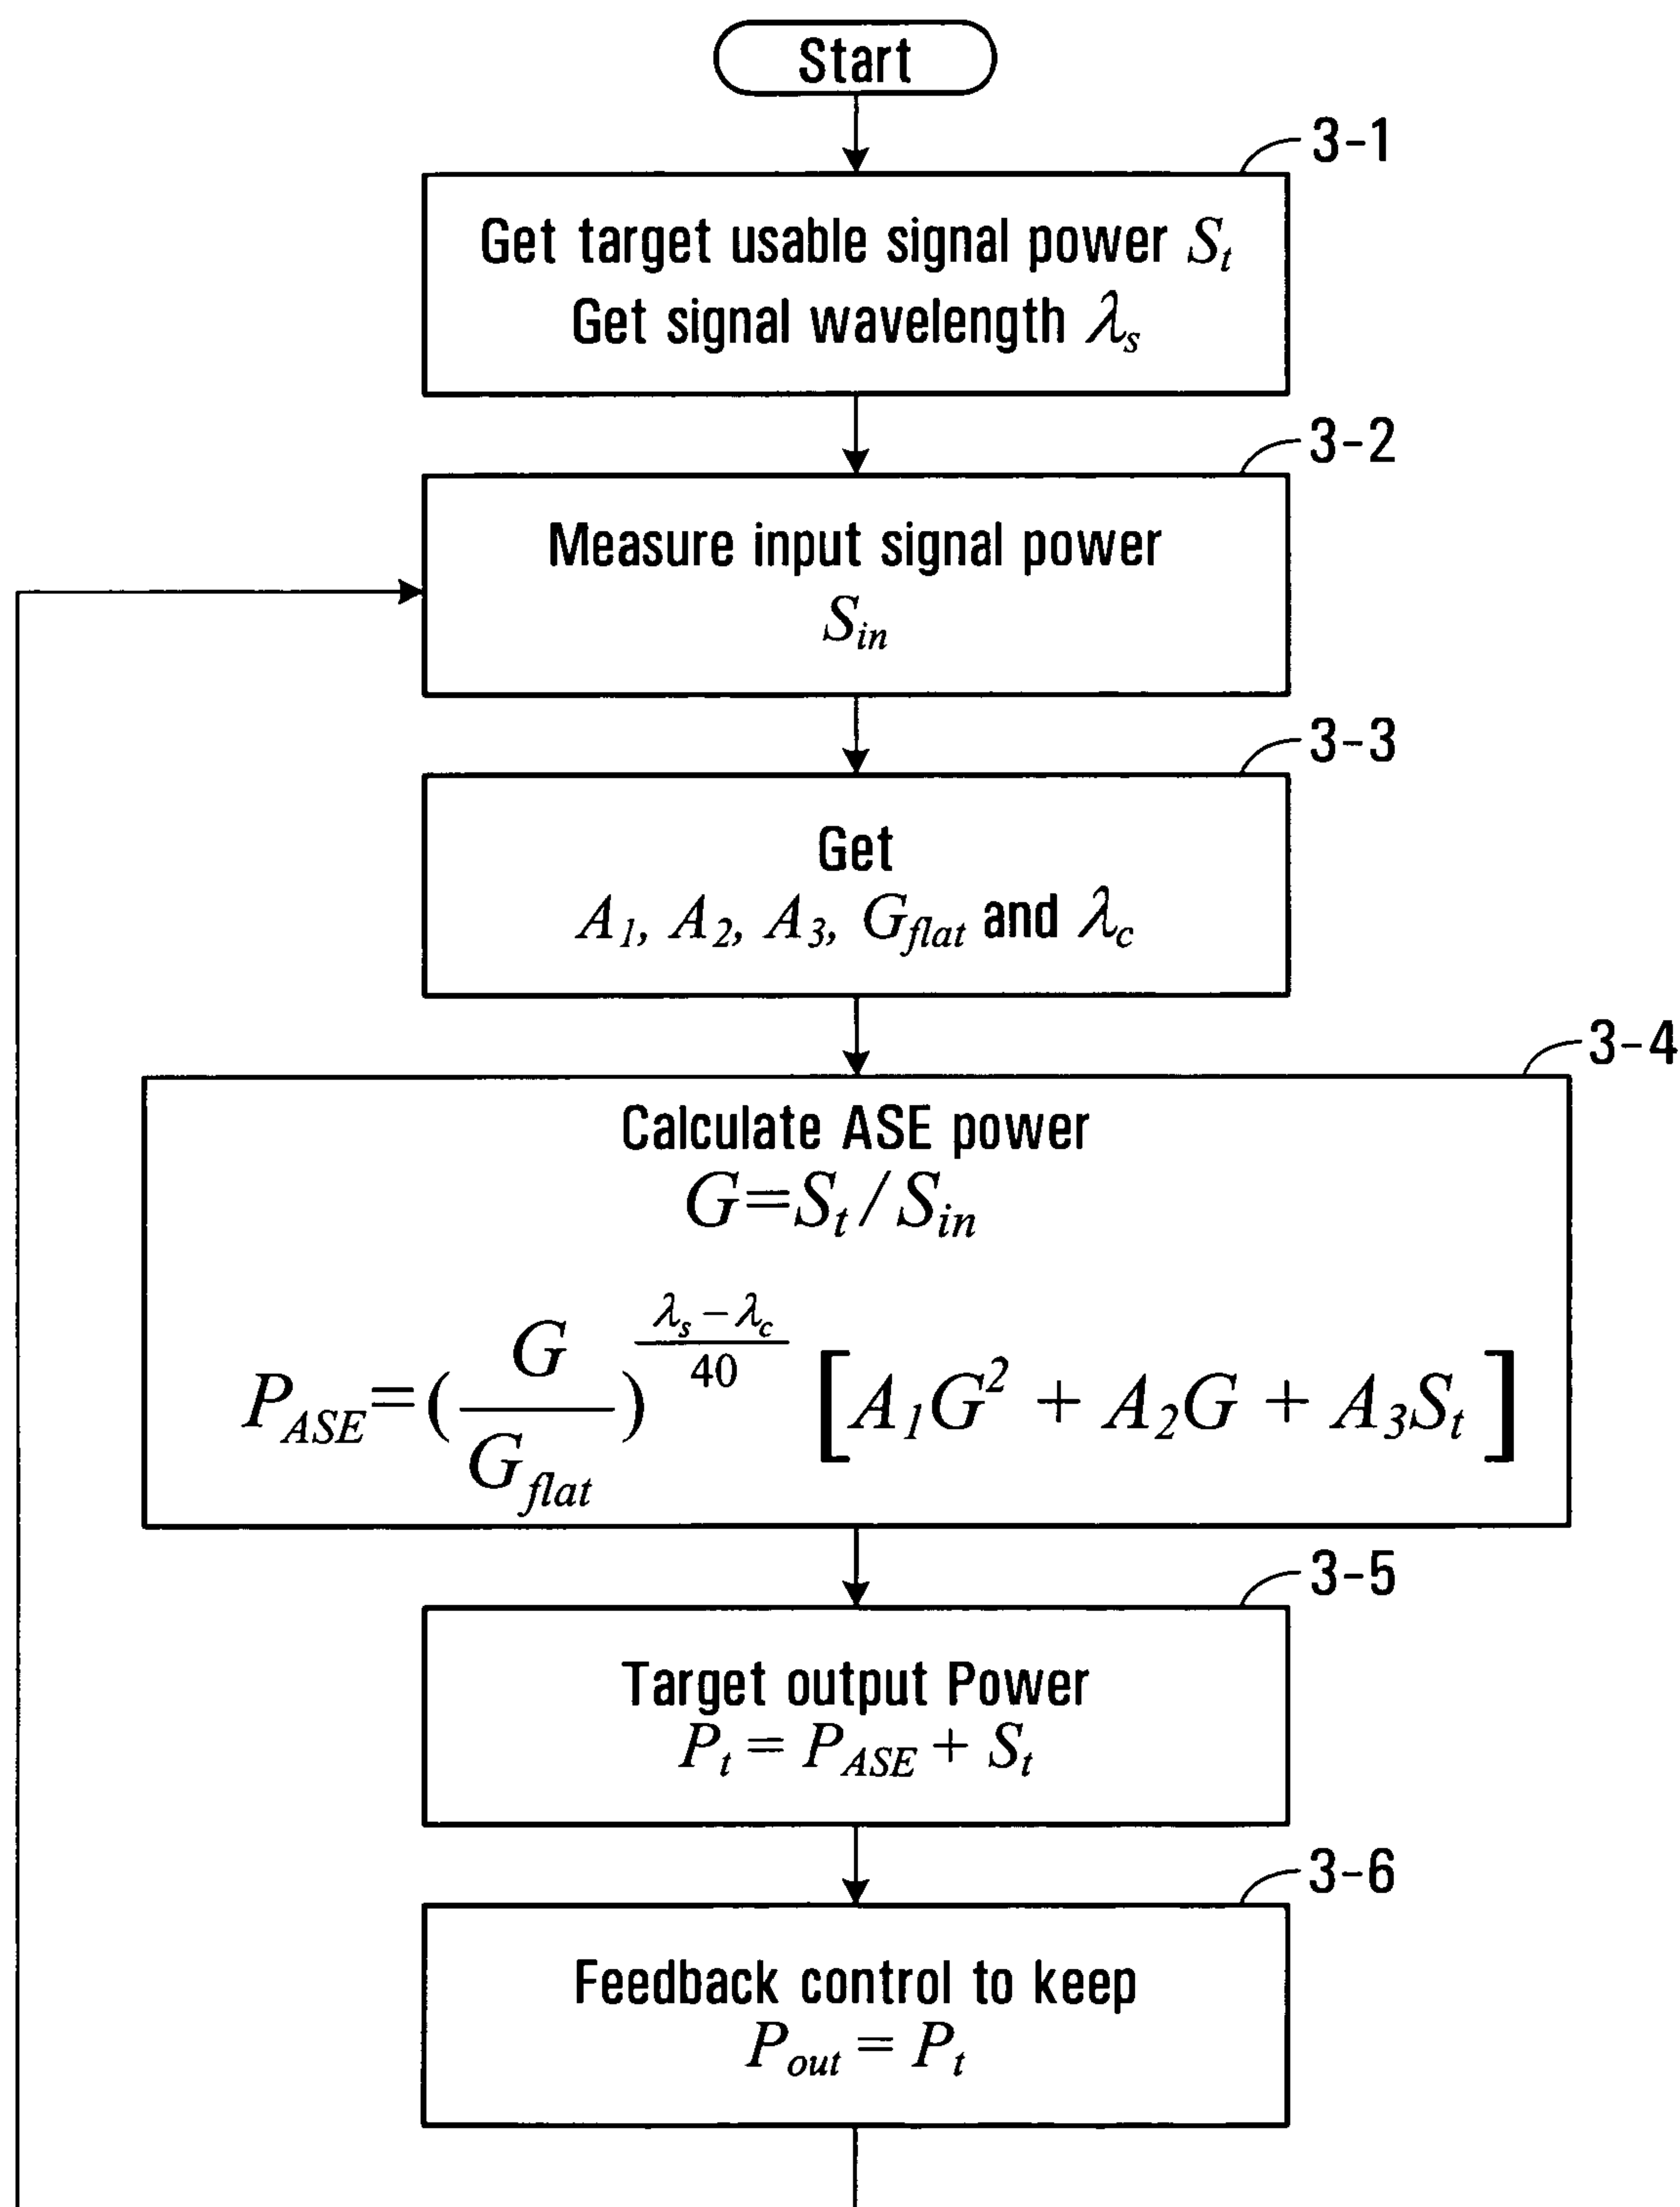 Start
3-1
Get target usable signal power S_t
Get signal wavelength λ_s
3-2
Measure input signal power
S_in
3-3
Get
A_1, A_2, A_3, G_flat and λ_c
3-4
Calculate ASE power
G=S_t/S_in
P_ASE=(G/G_flat)^((λ_s-λ_c)/40) [A_1G^2 + A_2G + A_3S_t]
3-5
Target output Power
P_t = P_ASE + S_t
3-6
Feedback control to keep
P_out = P_t